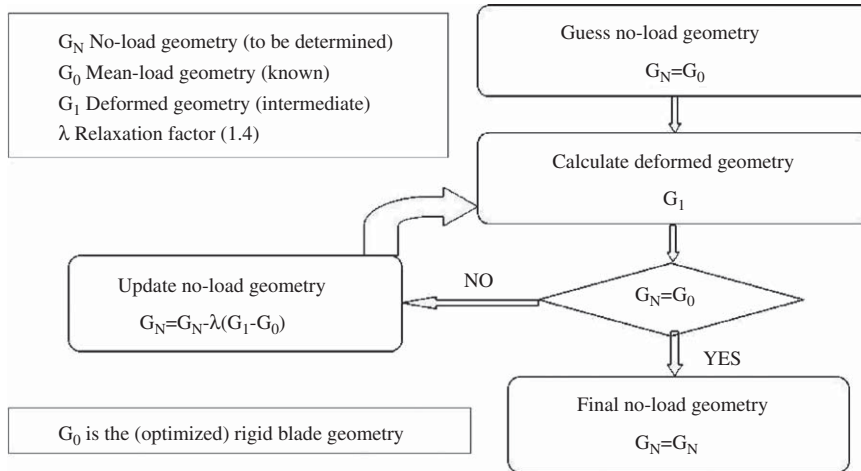 G_N No-load geometry (to be determined)
G_0 Mean-load geometry (known)
G_1 Deformed geometry (intermediate)
λ Relaxation factor (1.4)
Guess no-load geometry
G_N=G_0
Calculate deformed geometry
G_1
G_N=G_0
NO
YES
Update no-load geometry
G_N=G_N-λ(G_1-G_0)
Final no-load geometry
G_N=G_N
G_0 is the (optimized) rigid blade geometry